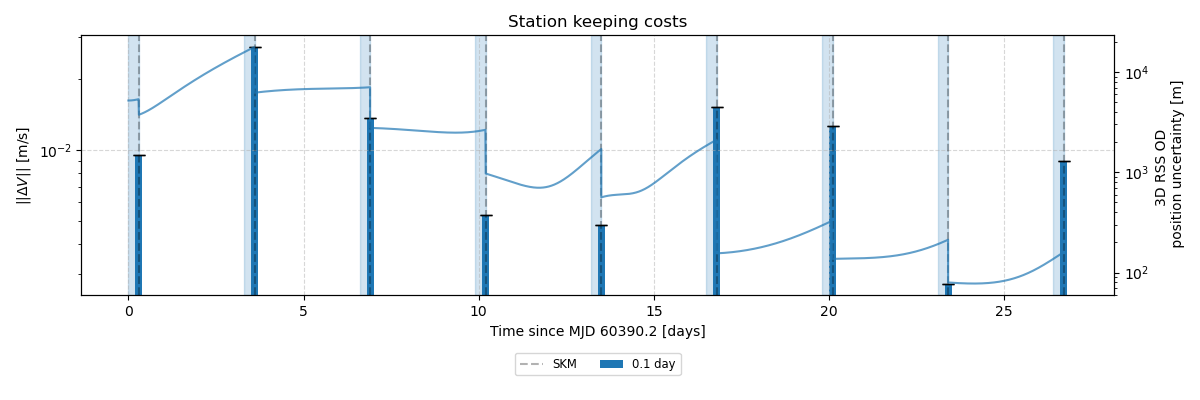 Station keeping costs
||ΔV|| [m/s]
10⁻²
10⁴
10³
10²
3D RSS OD
position uncertainty [m]
0 5 10 15 20 25
Time since MJD 60390.2 [days]
SKM 0.1 day